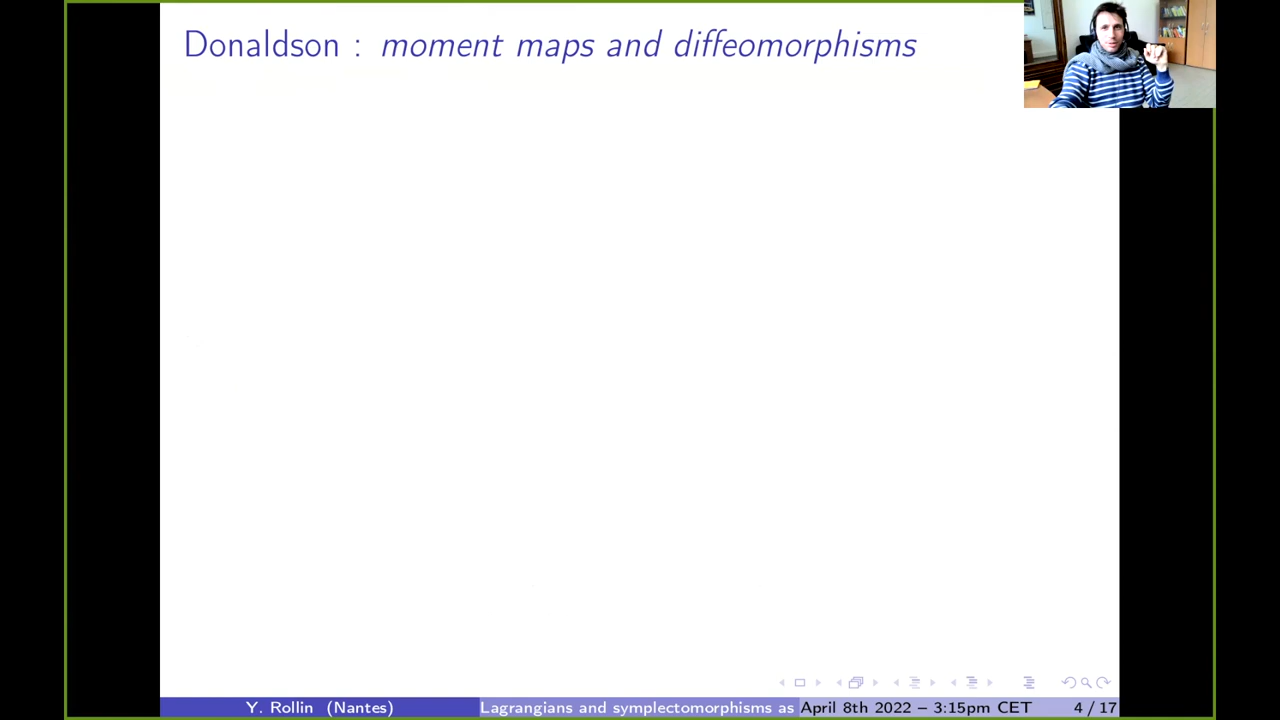 Donaldson : moment maps and diffeomorphisms
Y. Rollin (Nantes) Lagrangians and symplectomorphisms as April 8th 2022 – 3:15pm CET 4 / 17